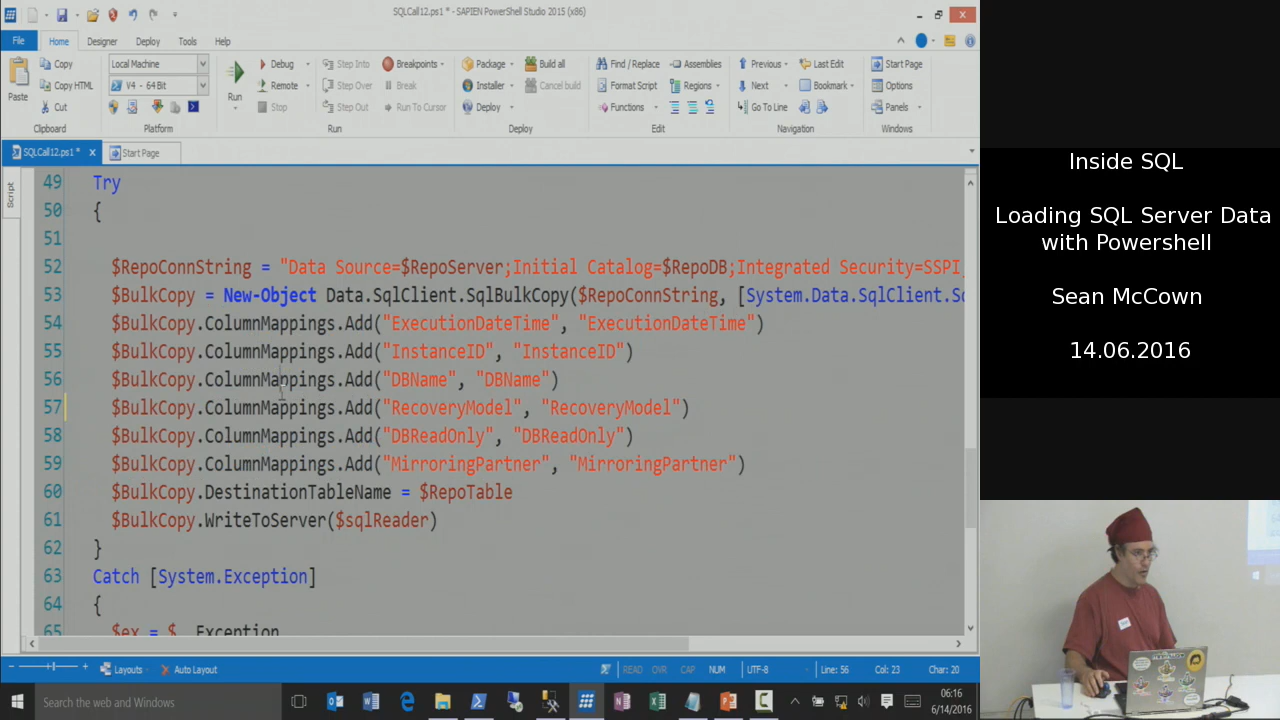 SQLCall12.ps1 * - SAPIEN PowerShell Studio 2015 (x86)
File Home Designer Deploy Tools Help
Paste
Copy
Copy HTML
Cut
Clipboard
Local Machine
V4 - 64 Bit
Platform
Run
Debug
Remote
Stop
Step Into
Step Over
Step Out
Breakpoints
Break
Run To Cursor
Run
Package
Installer
Deploy
Build all
Cancel build
Deploy
Find / Replace
Format Script
Functions
Assemblies
Regions
Edit
Previous
Next
Go To Line
Last Edit
Bookmark
Navigation
Start Page
Options
Panels
Windows
SQLCall12.ps1 *
Start Page
Script
49 Try
50 {
51
52 $RepoConnString = "Data Source=$RepoServer;Initial Catalog=$RepoDB;Integrated Security=SSPI
53 $BulkCopy = New-Object Data.SqlClient.SqlBulkCopy($RepoConnString, [System.Data.SqlClient.
54 $BulkCopy.ColumnMappings.Add("ExecutionDateTime", "ExecutionDateTime")
55 $BulkCopy.ColumnMappings.Add("InstanceID", "InstanceID")
56 $BulkCopy.ColumnMappings.Add("DBName", "DBName")
57 $BulkCopy.ColumnMappings.Add("RecoveryModel", "RecoveryModel")
58 $BulkCopy.ColumnMappings.Add("DBReadOnly", "DBReadOnly")
59 $BulkCopy.ColumnMappings.Add("MirroringPartner", "MirroringPartner")
60 $BulkCopy.DestinationTableName = $RepoTable
61 $BulkCopy.WriteToServer($sqlReader)
62 }
63 Catch [System.Exception]
64 {
65 $ex = $_.Exception
Layouts Auto Layout
READ OVR CAP NUM UTF-8 Line: 56 Col: 23 Char: 20
Search the web and Windows
06:16
6/14/2016
Inside SQL
Loading SQL Server Data
with Powershell
Sean McCown
14.06.2016